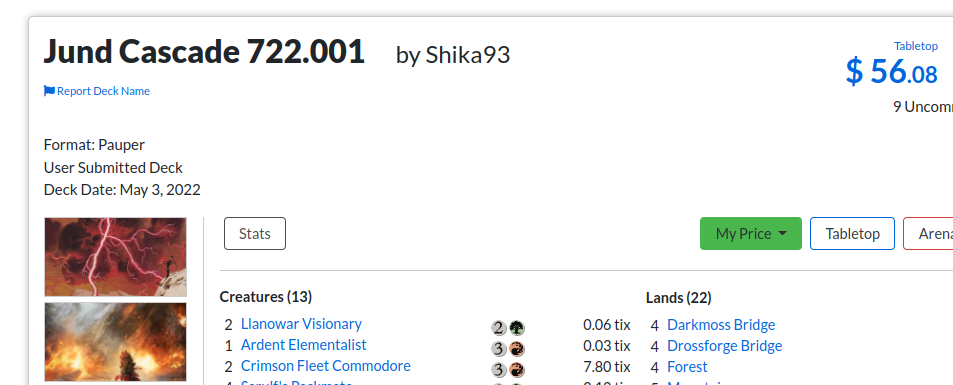 Jund Cascade 722.001 by Shika93
Tabletop
$ 56.08
Report Deck Name
9 Uncom
Format: Pauper
User Submitted Deck
Deck Date: May 3, 2022
Stats
My Price
Tabletop
Arena
Creatures (13)
2 Llanowar Visionary 2 0.06 tix
1 Ardent Elementalist 3 0.03 tix
2 Crimson Fleet Commodore 3 7.80 tix
Lands (22)
4 Darkmoss Bridge
4 Drossforge Bridge
4 Forest